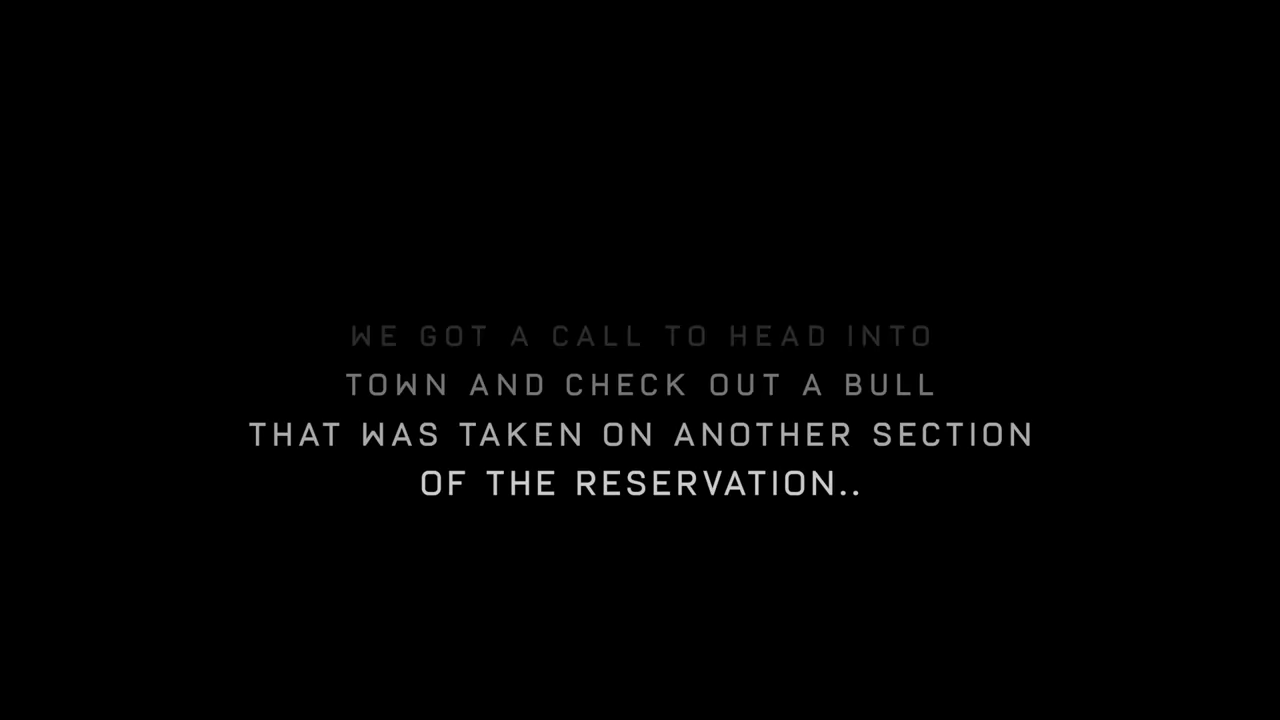 WE GOT A CALL TO HEAD INTO
TOWN AND CHECK OUT A BULL
THAT WAS TAKEN ON ANOTHER SECTION
OF THE RESERVATION..